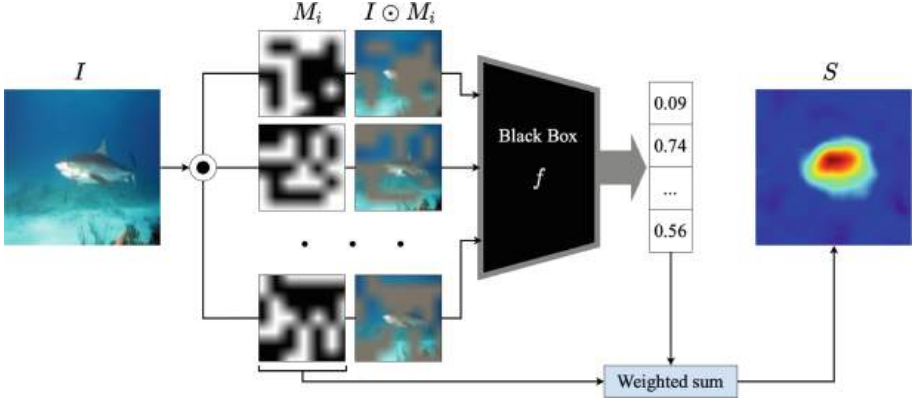 I
M_i
I ⊙ M_i
Black Box
f
0.09
0.74
...
0.56
S
Weighted sum